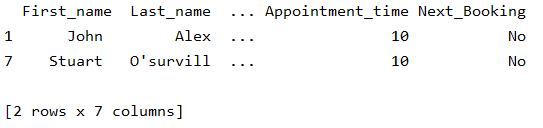 First_name Last_name ... Appointment_time Next_Booking
1 John Alex ... 10 No
7 Stuart O'survill ... 10 No
[2 rows x 7 columns]